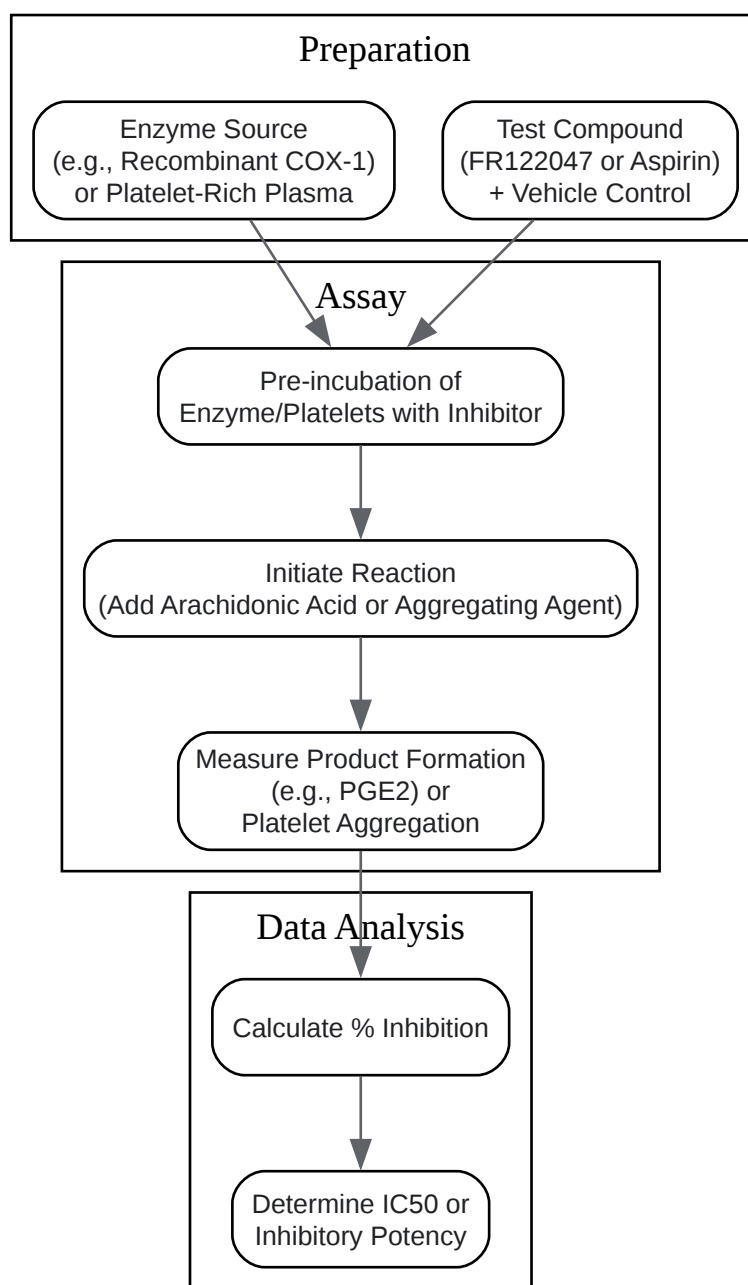 Preparation
Enzyme Source
(e.g., Recombinant COX-1)
or Platelet-Rich Plasma
Test Compound
(FR122047 or Aspirin)
+ Vehicle Control
Assay
Pre-incubation of
Enzyme/Platelets with Inhibitor
Initiate Reaction
(Add Arachidonic Acid or Aggregating Agent)
Measure Product Formation
(e.g., PGE2) or
Platelet Aggregation
Data Analysis
Calculate % Inhibition
Determine IC50 or
Inhibitory Potency